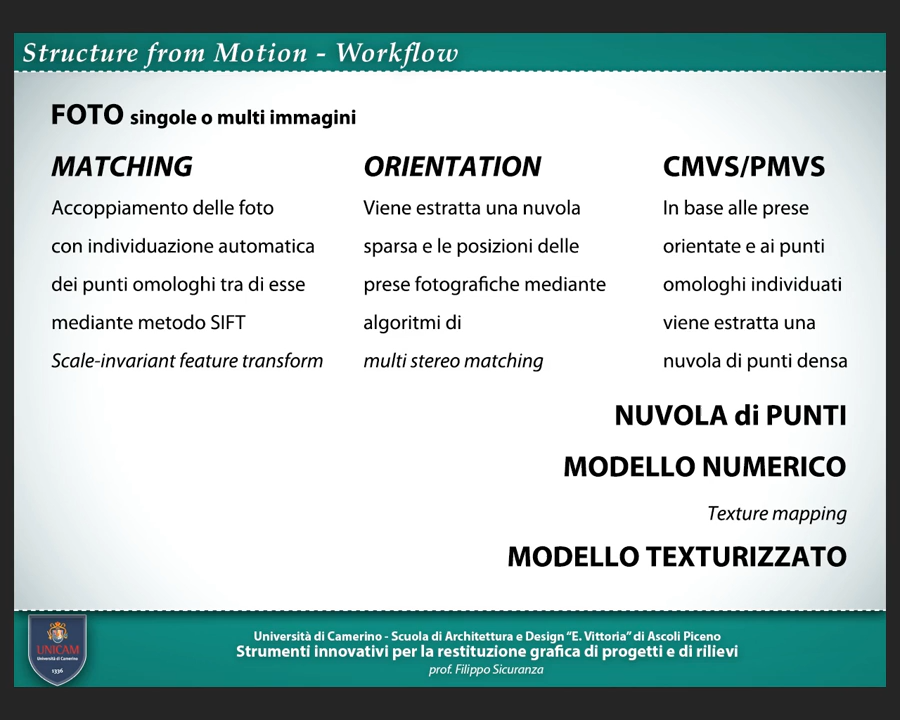 Structure from Motion - Workflow
FOTO singole o multi immagini
MATCHING
Accoppiamento delle foto
con individuazione automatica
dei punti omologhi tra di esse
mediante metodo SIFT
Scale-invariant feature transform
ORIENTATION
Viene estratta una nuvola
sparsa e le posizioni delle
prese fotografiche mediante
algoritmi di
multi stereo matching
CMVS/PMVS
In base alle prese
orientate e ai punti
omologhi individuati
viene estratta una
nuvola di punti densa
NUVOLA di PUNTI
MODELLO NUMERICO
Texture mapping
MODELLO TEXTURIZZATO
UNICAM
Università di Camerino
1336
Università di Camerino - Scuola di Architettura e Design “E. Vittoria” di Ascoli Piceno
Strumenti innovativi per la restituzione grafica di progetti e di rilievi
prof. Filippo Sicuranza